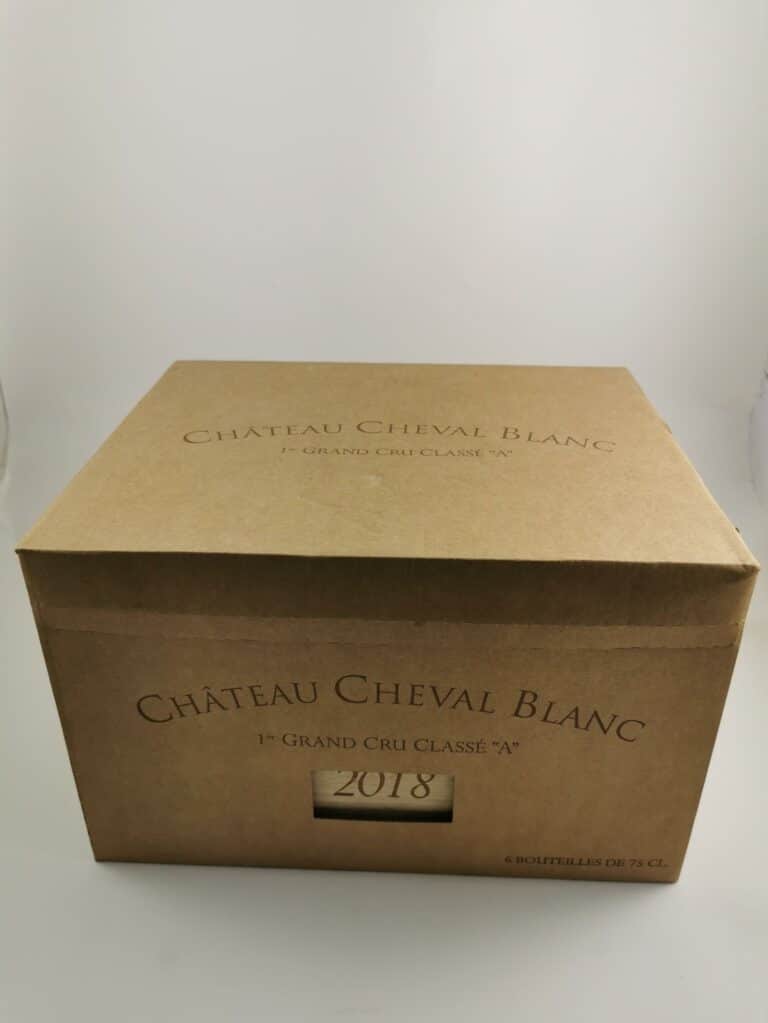 CHÂTEAU CHEVAL BLANC
1er GRAND CRU CLASSÉ "A"
CHÂTEAU CHEVAL BLANC
1er GRAND CRU CLASSÉ "A"
2018
6 BOUTEILLES DE 75 CL.